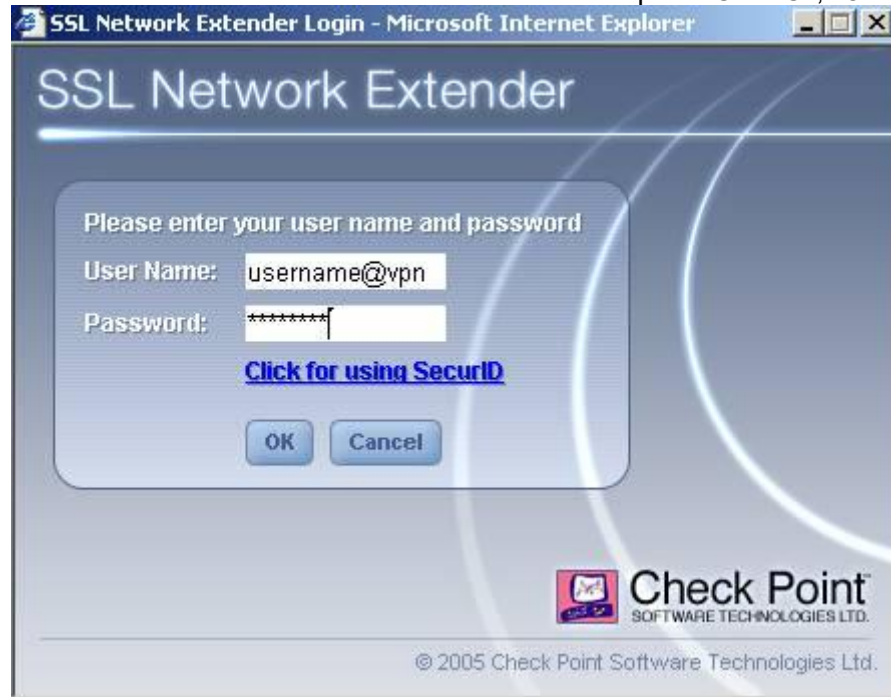 SSL Network Extender Login - Microsoft Internet Explorer
SSL Network Extender
Please enter your user name and password
User Name: username@vpn
Password: ********
Click for using SecurID
OK Cancel
Check Point
SOFTWARE TECHNOLOGIES LTD.
© 2005 Check Point Software Technologies Ltd.